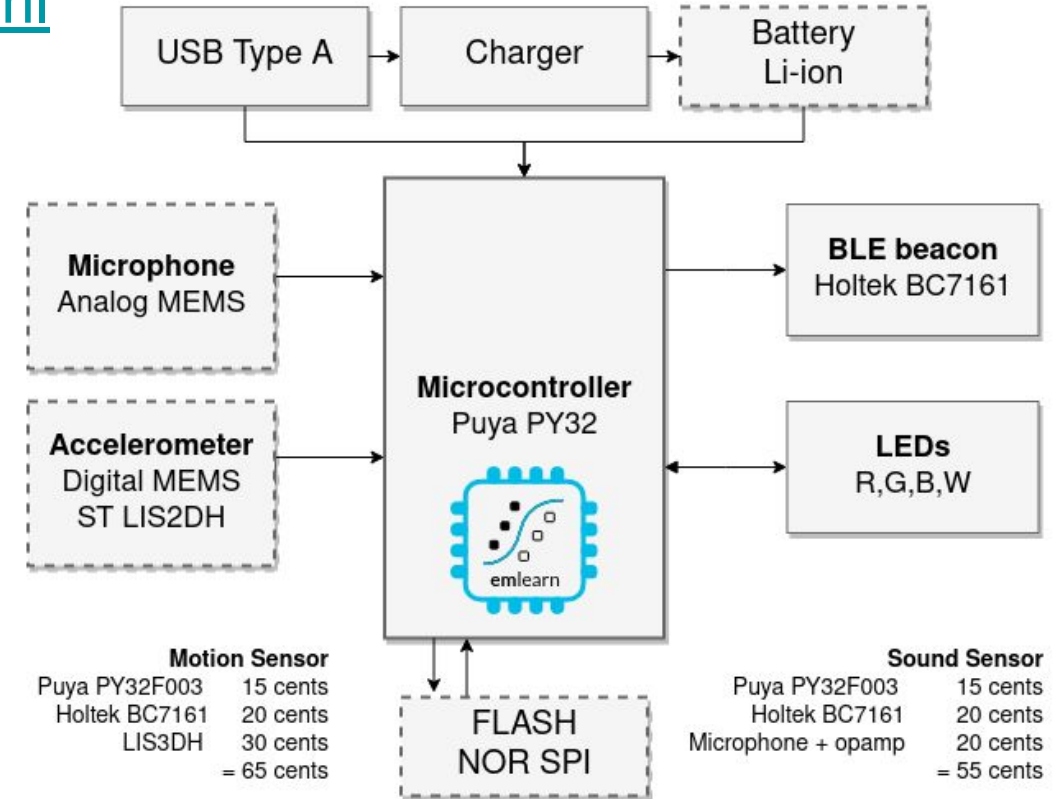 USB Type A
Charger
Battery
Li-ion
Microphone
Analog MEMS
BLE beacon
Holtek BC7161
Microcontroller
Puya PY32
Accelerometer
Digital MEMS
ST LIS2DH
LEDs
R,G,B,W
emlearn
Motion Sensor
Puya PY32F003 15 cents
Holtek BC7161 20 cents
LIS3DH 30 cents
= 65 cents
FLASH
NOR SPI
Sound Sensor
Puya PY32F003 15 cents
Holtek BC7161 20 cents
Microphone + opamp 20 cents
= 55 cents